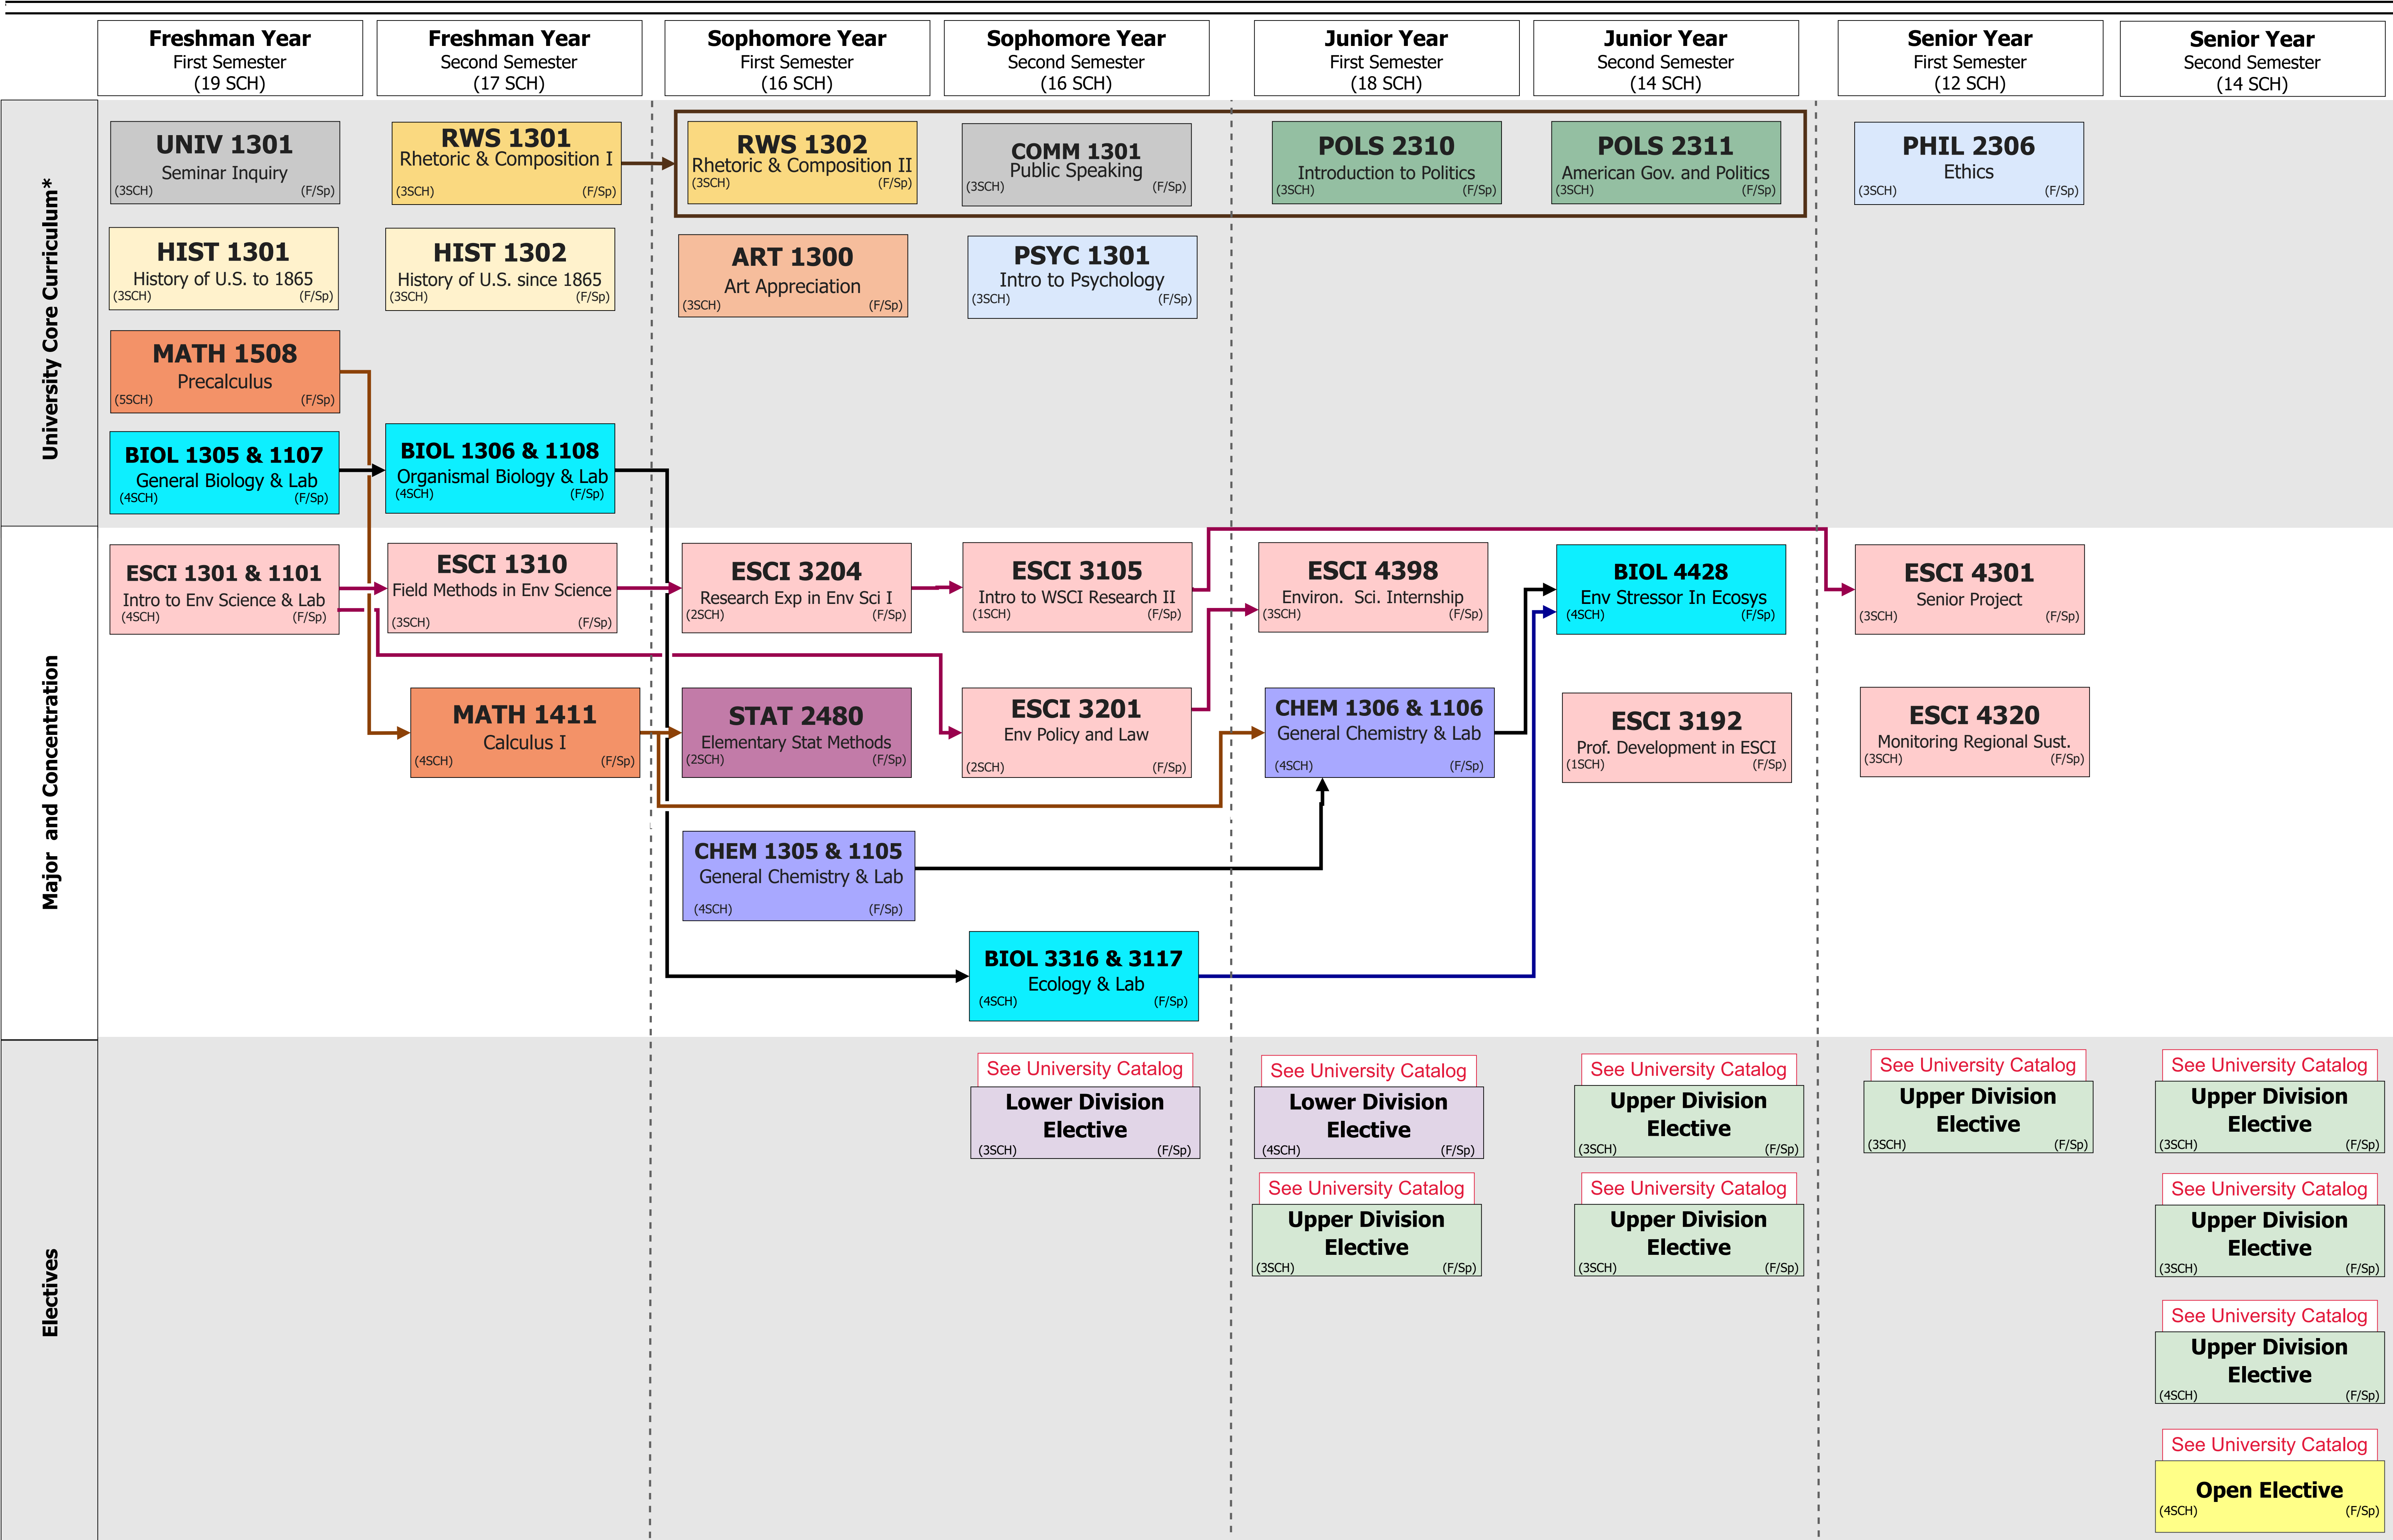 Freshman Year
First Semester
(19 SCH)
Freshman Year
Second Semester
(17 SCH)
Sophomore Year
First Semester
(16 SCH)
Sophomore Year
Second Semester
(16 SCH)
Junior Year
First Semester
(18 SCH)
Junior Year
Second Semester
(14 SCH)
Senior Year
First Semester
(12 SCH)
Senior Year
Second Semester
(14 SCH)
University Core Curriculum*
UNIV 1301
Seminar Inquiry
(3SCH) (F/Sp)
RWS 1301
Rhetoric & Composition I
(3SCH) (F/Sp)
RWS 1302
Rhetoric & Composition II
(3SCH) (F/Sp)
COMM 1301
Public Speaking
(3SCH) (F/Sp)
POLS 2310
Introduction to Politics
(3SCH) (F/Sp)
POLS 2311
American Gov. and Politics
(3SCH) (F/Sp)
PHIL 2306
Ethics
(3SCH) (F/Sp)
HIST 1301
History of U.S. to 1865
(3SCH) (F/Sp)
HIST 1302
History of U.S. since 1865
(3SCH) (F/Sp)
ART 1300
Art Appreciation
(3SCH) (F/Sp)
PSYC 1301
Intro to Psychology
(3SCH) (F/Sp)
MATH 1508
Precalculus
(5SCH) (F/Sp)
BIOL 1305 & 1107
General Biology & Lab
(4SCH) (F/Sp)
BIOL 1306 & 1108
Organismal Biology & Lab
(4SCH) (F/Sp)
Major and Concentration
ESCI 1301 & 1101
Intro to Env Science & Lab
(4SCH) (F/Sp)
ESCI 1310
Field Methods in Env Science
(3SCH) (F/Sp)
ESCI 3204
Research Exp in Env Sci I
(2SCH) (F/Sp)
ESCI 3105
Intro to WSCI Research II
(1SCH) (F/Sp)
ESCI 4398
Environ. Sci. Internship
(3SCH) (F/Sp)
BIOL 4428
Env Stressor In Ecosys
(4SCH) (F/Sp)
ESCI 4301
Senior Project
(3SCH) (F/Sp)
MATH 1411
Calculus I
(4SCH) (F/Sp)
STAT 2480
Elementary Stat Methods
(2SCH) (F/Sp)
ESCI 3201
Env Policy and Law
(2SCH) (F/Sp)
CHEM 1306 & 1106
General Chemistry & Lab
(4SCH) (F/Sp)
ESCI 3192
Prof. Development in ESCI
(1SCH) (F/Sp)
ESCI 4320
Monitoring Regional Sust.
(3SCH) (F/Sp)
CHEM 1305 & 1105
General Chemistry & Lab
(4SCH) (F/Sp)
BIOL 3316 & 3117
Ecology & Lab
(4SCH) (F/Sp)
Electives
See University Catalog
Lower Division
Elective
(3SCH) (F/Sp)
See University Catalog
Lower Division
Elective
(4SCH) (F/Sp)
See University Catalog
Upper Division
Elective
(3SCH) (F/Sp)
See University Catalog
Upper Division
Elective
(3SCH) (F/Sp)
See University Catalog
Upper Division
Elective
(3SCH) (F/Sp)
See University Catalog
Upper Division
Elective
(3SCH) (F/Sp)
See University Catalog
Upper Division
Elective
(3SCH) (F/Sp)
See University Catalog
Upper Division
Elective
(3SCH) (F/Sp)
See University Catalog
Upper Division
Elective
(4SCH) (F/Sp)
See University Catalog
Open Elective
(4SCH) (F/Sp)